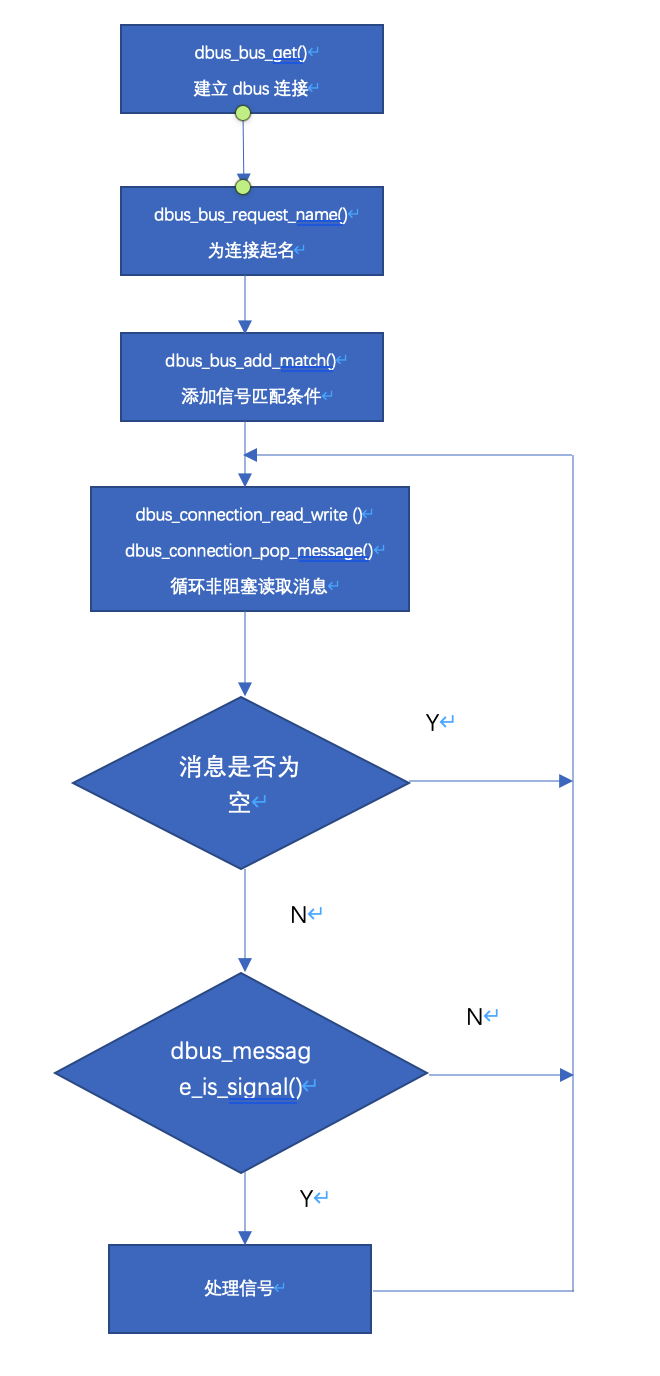 dbus_bus_get()
建立 dbus 连接
dbus_bus_request_name()
为连接起名
dbus_bus_add_match()
添加信号匹配条件
dbus_connection_read_write ()
dbus_connection_pop_message()
循环非阻塞读取消息
消息是否为
空
Y
N
dbus_messag
e_is_signal()
N
Y
处理信号